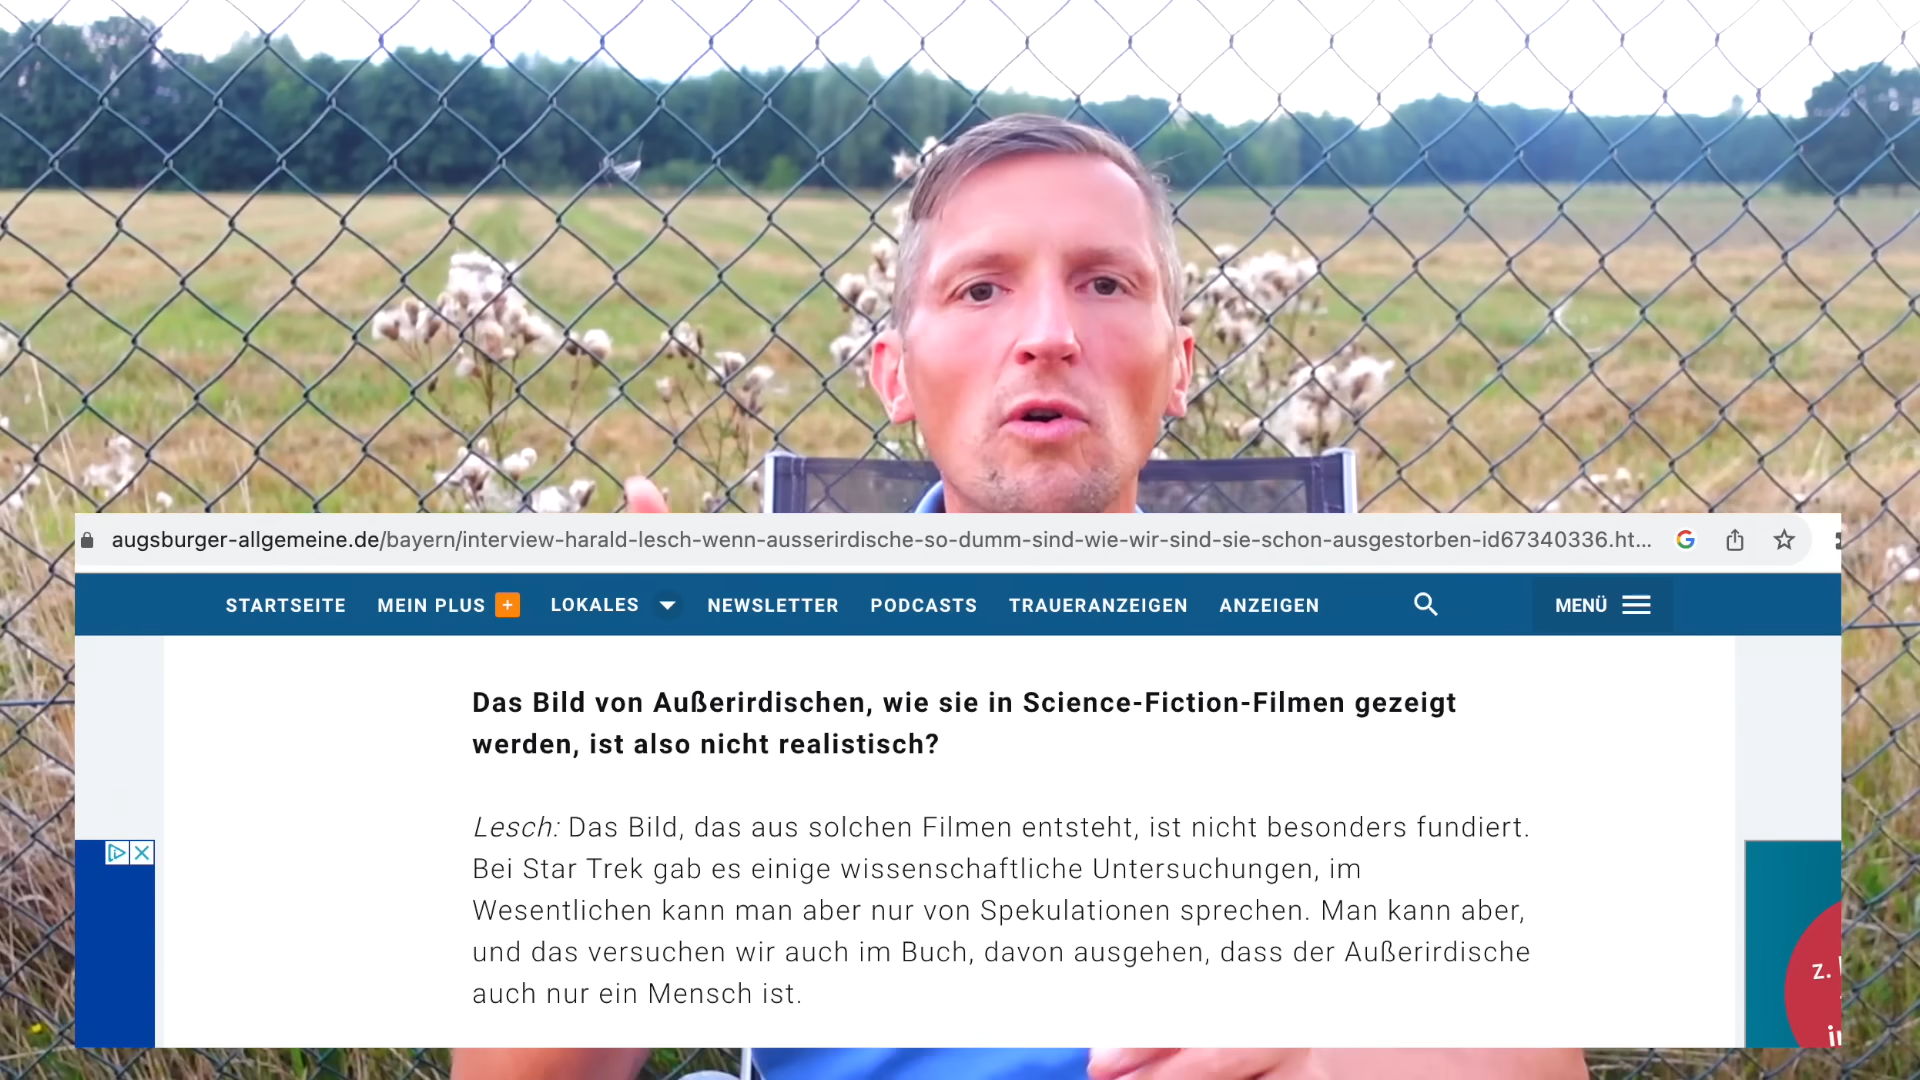 augsburger-allgemeine.de/bayern/interview-harald-lesch-wenn-ausserirdische-so-dumm-sind-wie-wir-sind-sie-schon-ausgestorben-id67340336.ht...
STARTSEITE MEIN PLUS + LOKALES NEWSLETTER PODCASTS TRAUERANZEIGEN ANZEIGEN MENÜ
Das Bild von Außerirdischen, wie sie in Science-Fiction-Filmen gezeigt
werden, ist also nicht realistisch?
Lesch: Das Bild, das aus solchen Filmen entsteht, ist nicht besonders fundiert.
Bei Star Trek gab es einige wissenschaftliche Untersuchungen, im
Wesentlichen kann man aber nur von Spekulationen sprechen. Man kann aber,
und das versuchen wir auch im Buch, davon ausgehen, dass der Außerirdische
auch nur ein Mensch ist.
z.